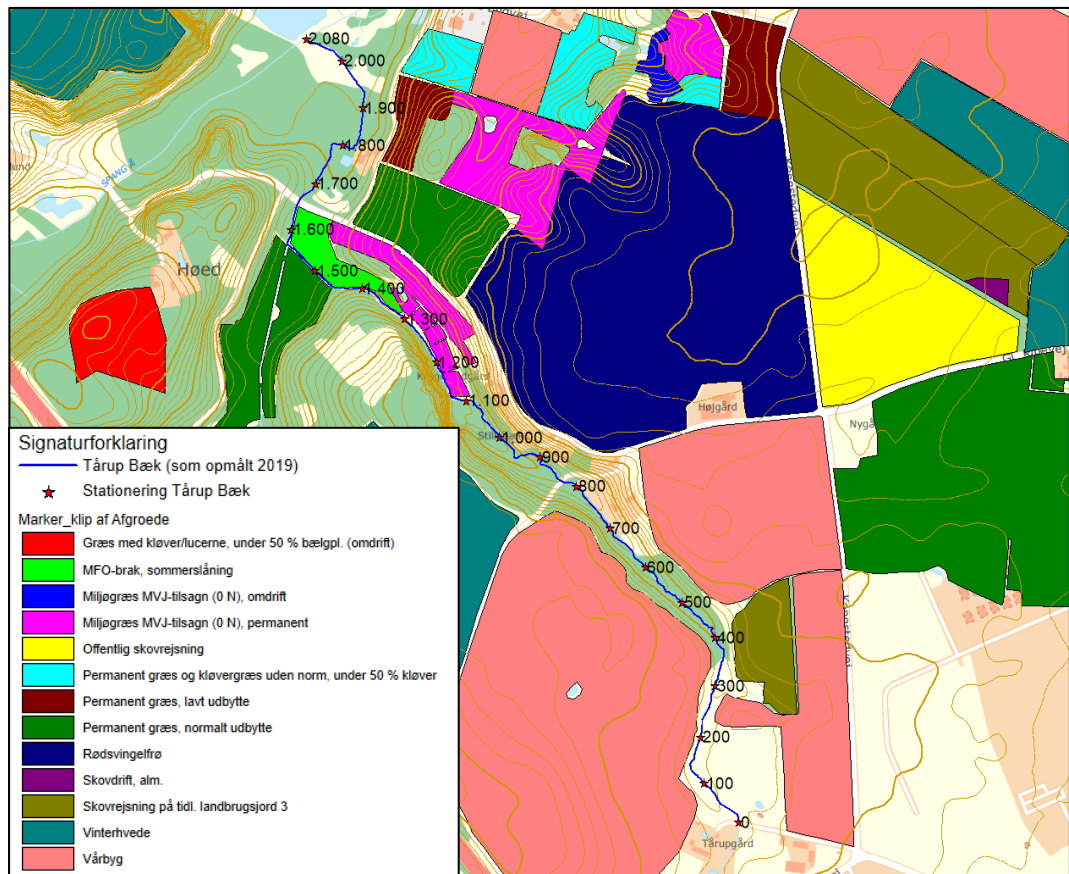 2.080
2.000
1.900
1.800
SPANG Å
1.700
1.600
Høed
1.500
1.400
1.300
1.200
1.100
Højgård
1.000
Nygå
900
800
700
600
500
400
300
200
100
0
Tårupgård
Signaturforklaring
Tårup Bæk (som opmålt 2019)
Stationering Tårup Bæk
Marker_klip af Afgroede
Græs med kløver/lucerne, under 50 % bælgpl. (omdrift)
MFO-brak, sommerslåning
Miljøgræs MVJ-tilsagn (0 N), omdrift
Miljøgræs MVJ-tilsagn (0 N), permanent
Offentlig skovrejsning
Permanent græs og kløvergræs uden norm, under 50 % kløver
Permanent græs, lavt udbytte
Permanent græs, normalt udbytte
Rødsvingelfrø
Skovdrift, alm.
Skovrejsning på tidl. landbrugsjord 3
Vinterhvede
Vårbyg